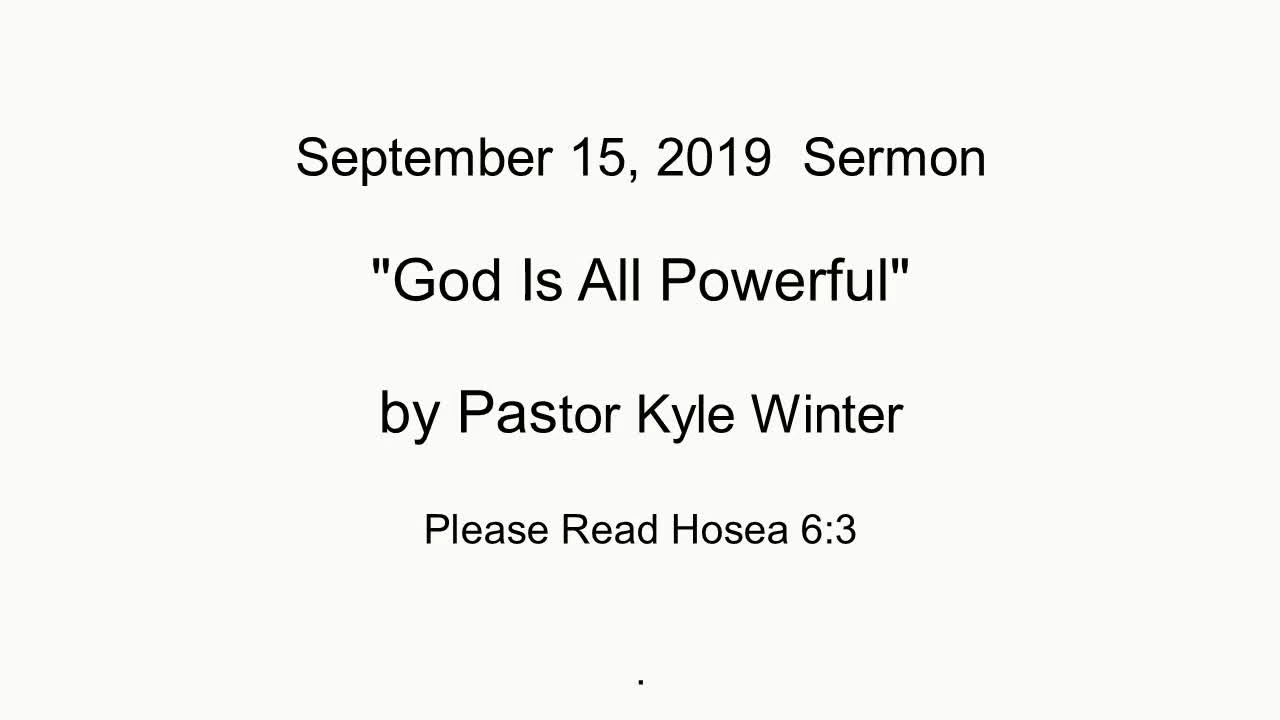 September 15, 2019  Sermon
"God Is All Powerful"
by Pastor Kyle Winter
Please Read Hosea 6:3
.